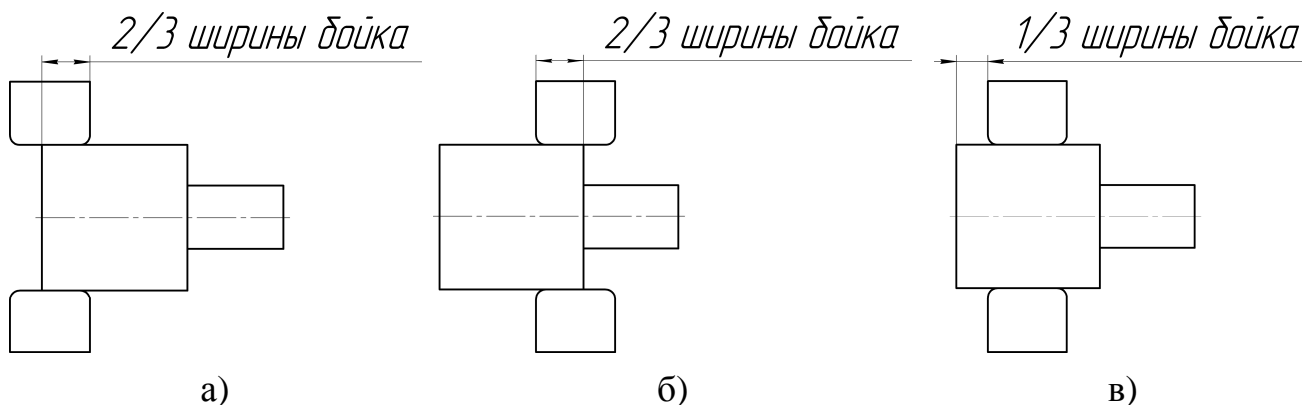 2/3 ширины бойка
2/3 ширины бойка
1/3 ширины бойка
а)
б)
в)